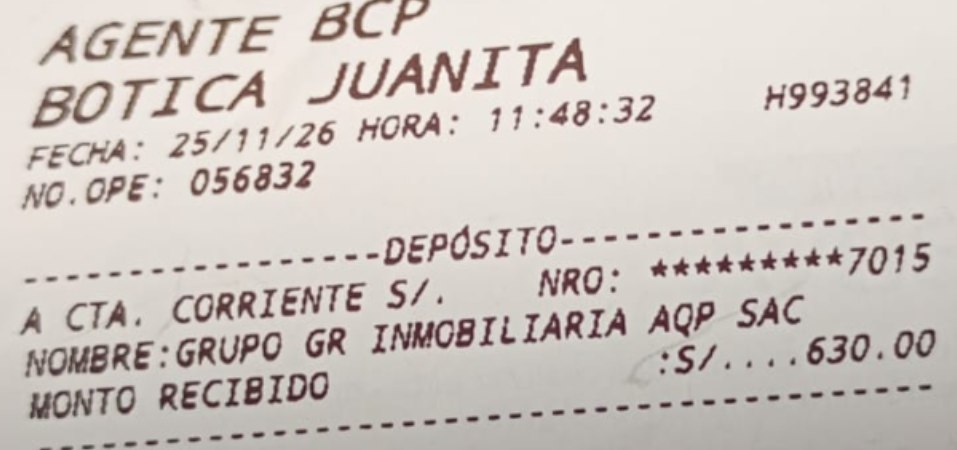 AGENTE BCP
BOTICA JUANITA
FECHA: 25/11/26 HORA: 11:48:32 H993841
NO.OPE: 056832
-----------------DEPÓSITO-----------------
A CTA. CORRIENTE S/. NRO: *********7015
NOMBRE:GRUPO GR INMOBILIARIA AQP SAC
MONTO RECIBIDO :S/....630.00